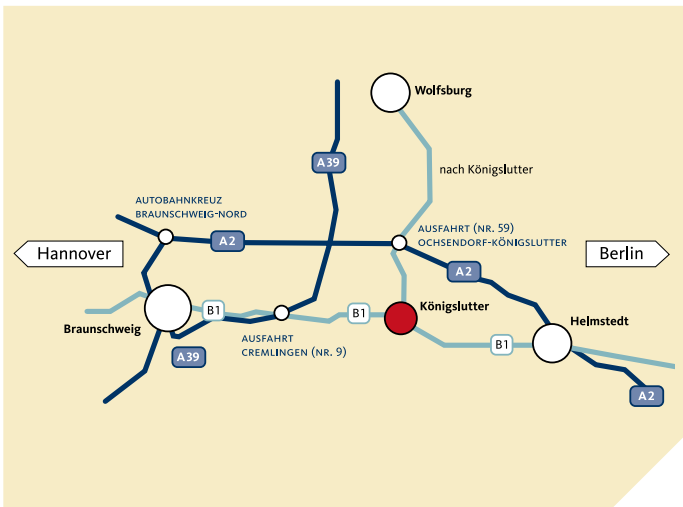 Wolfsburg
A39
nach Königslutter
AUTOBAHNKREUZ
BRAUNSCHWEIG-NORD
AUSFAHRT (NR. 59)
OCHSENDORF-KÖNIGSLUTTER
A2
Hannover
Berlin
A2
Königslutter
B1
B1
Braunschweig
Helmstedt
AUSFAHRT
CREMLINGEN (NR. 9)
B1
A39
A2